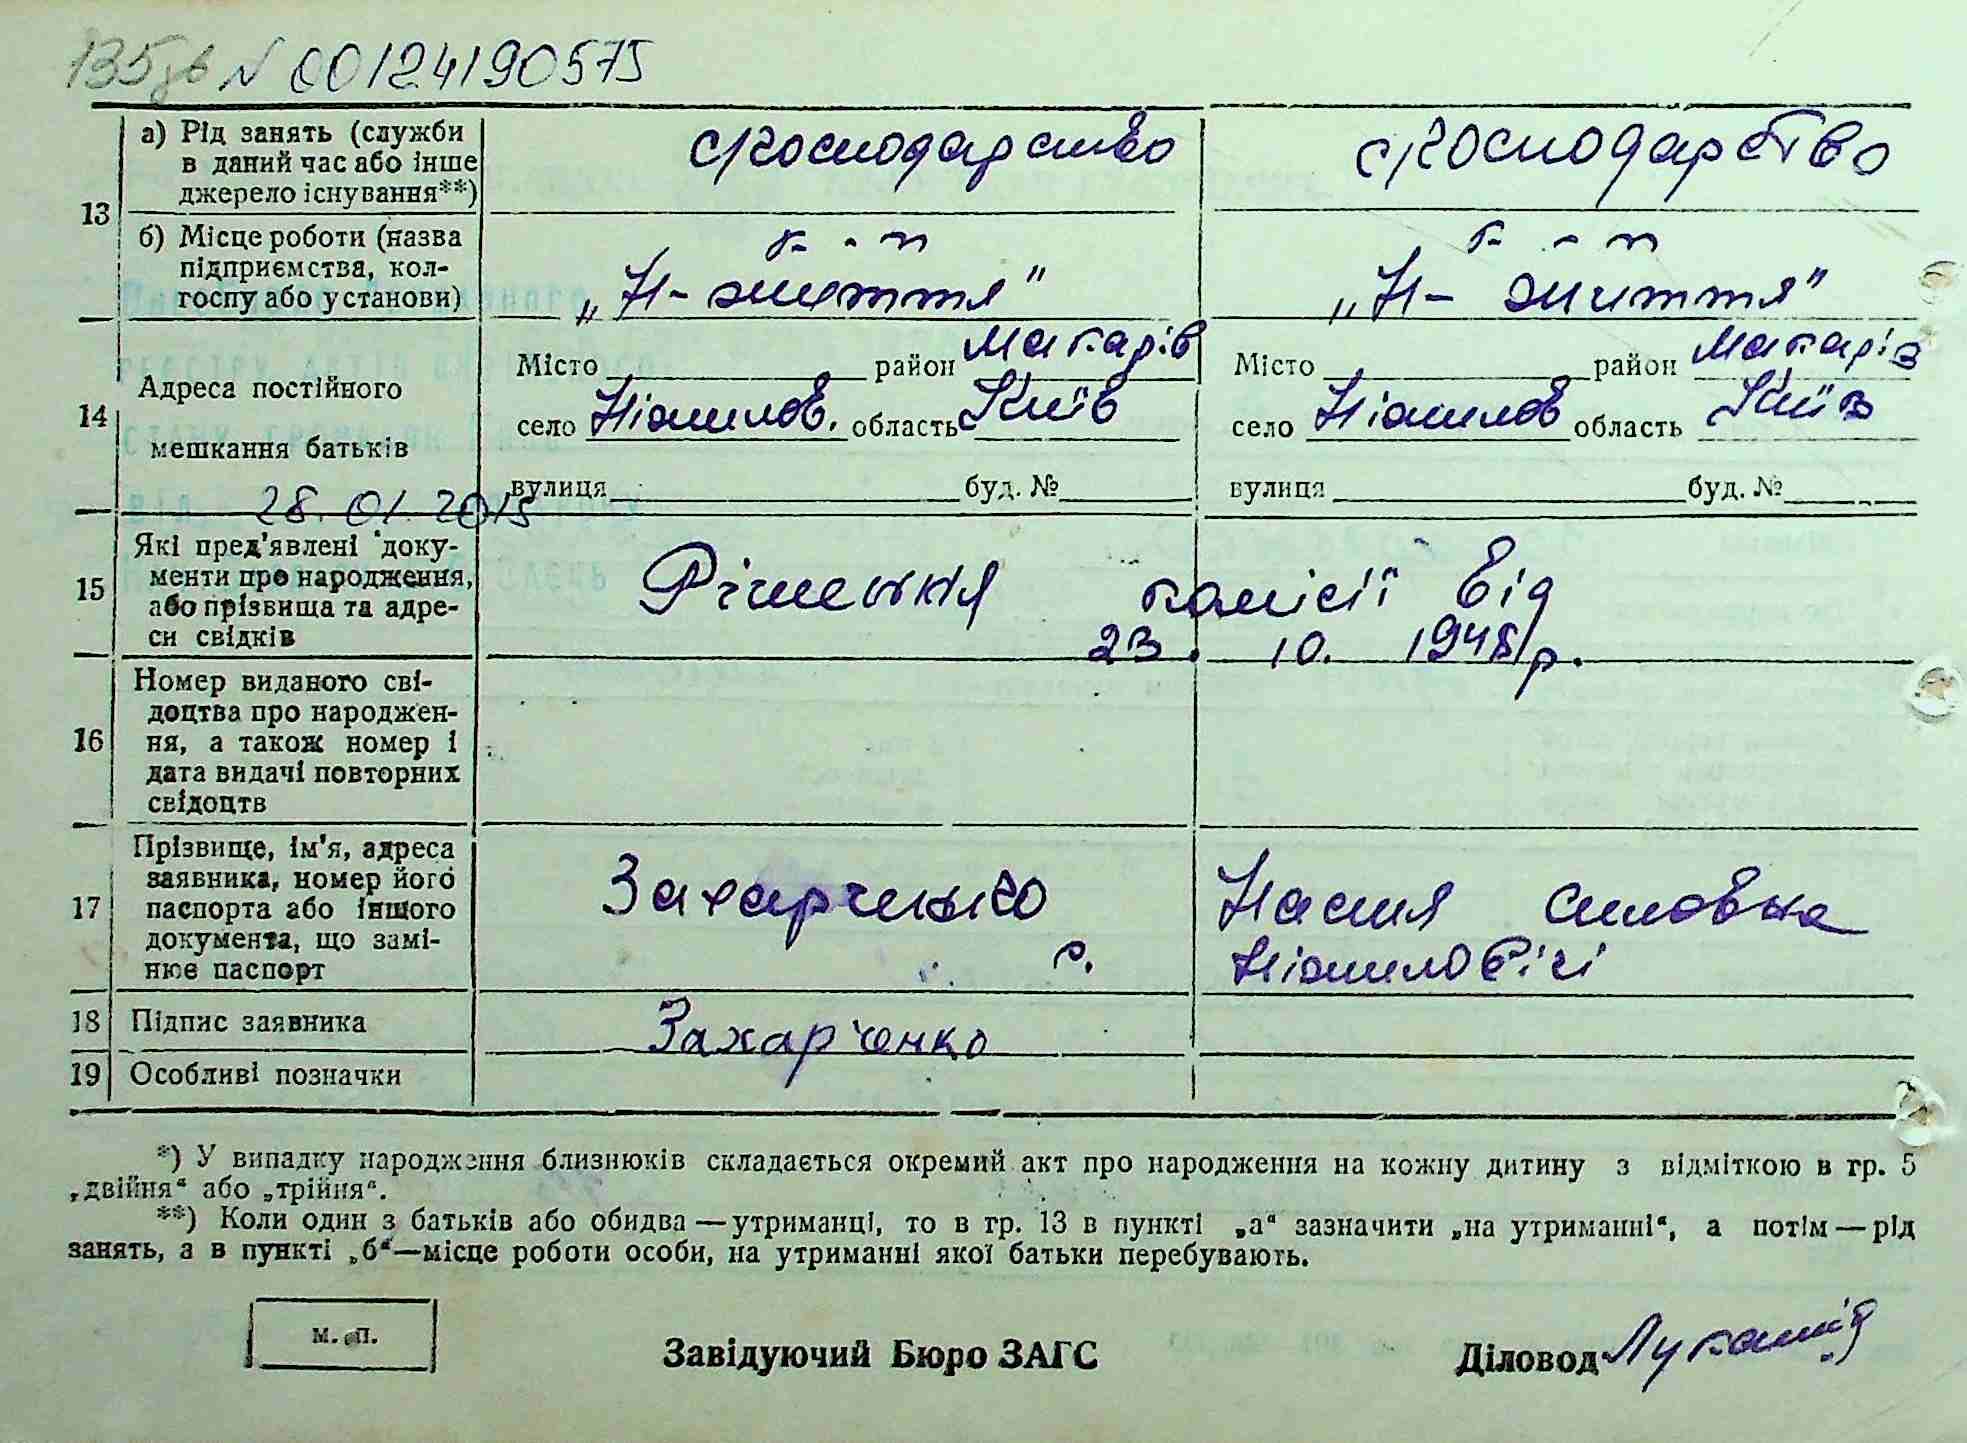 135зв № 00124190575
13
а) Рід занять (служби
в даний час або інше
джерело існування**)
с/господарство
с/господарство
б) Місце роботи (назва
підприємства, кол-
госпу або установи)
к-п
„Н-життя"
к-п
„Н-життя"
14
Адреса постійного
мешкання батьків
Місто район Макарів
село Ніжилов. область Київ
вулиця буд. №
Місто район Макарів
село Ніжилов область Київ
вулиця буд. №
28.01.2015
15
Які пред'явлені доку-
менти про народження,
або прізвища та адре-
си свідків
Рішення комісії від
23. 10. 1948 р.
16
Номер виданого сві-
доцтва про народжен-
ня, а також номер і
дата видачі повторних
свідоцтв
17
Прізвище, ім'я, адреса
заявника, номер його
паспорта або іншого
документа, що замі-
нює паспорт
Захарченко Настя Силовна
с. Ніжиловічі
18
Підпис заявника
Захарченко
19
Особливі позначки
*) У випадку народження близнюків складається окремий акт про народження на кожну дитину з відміткою в гр. 5
„двійня“ або „трійня“.
**) Коли один з батьків або обидва — утриманці, то в гр. 13 в пункті „а“ зазначити „на утриманні“, а потім — рід
занять, а в пункті „б“ — місце роботи особи, на утриманні якої батьки перебувають.
м. п.
Завідуючий Бюро ЗАГС
Діловод